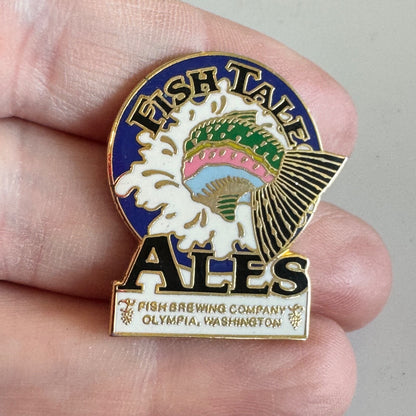 FISH TALE
ALES
FISH BREWING COMPANY
OLYMPIA, WASHINGTON